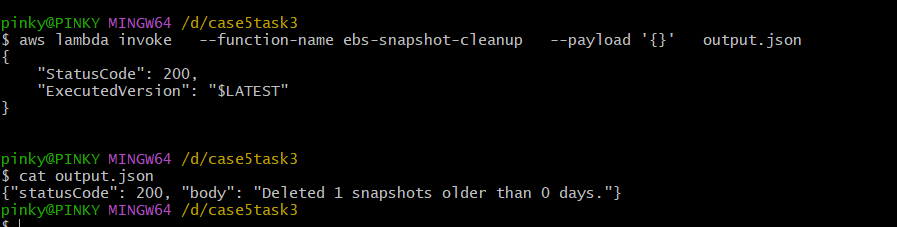 pinky@PINKY MINGW64 /d/case5task3
$ aws lambda invoke   --function-name ebs-snapshot-cleanup   --payload '{}'   output.json
{
    "StatusCode": 200,
    "ExecutedVersion": "$LATEST"
}
pinky@PINKY MINGW64 /d/case5task3
$ cat output.json
{"statusCode": 200, "body": "Deleted 1 snapshots older than 0 days."}
pinky@PINKY MINGW64 /d/case5task3
$